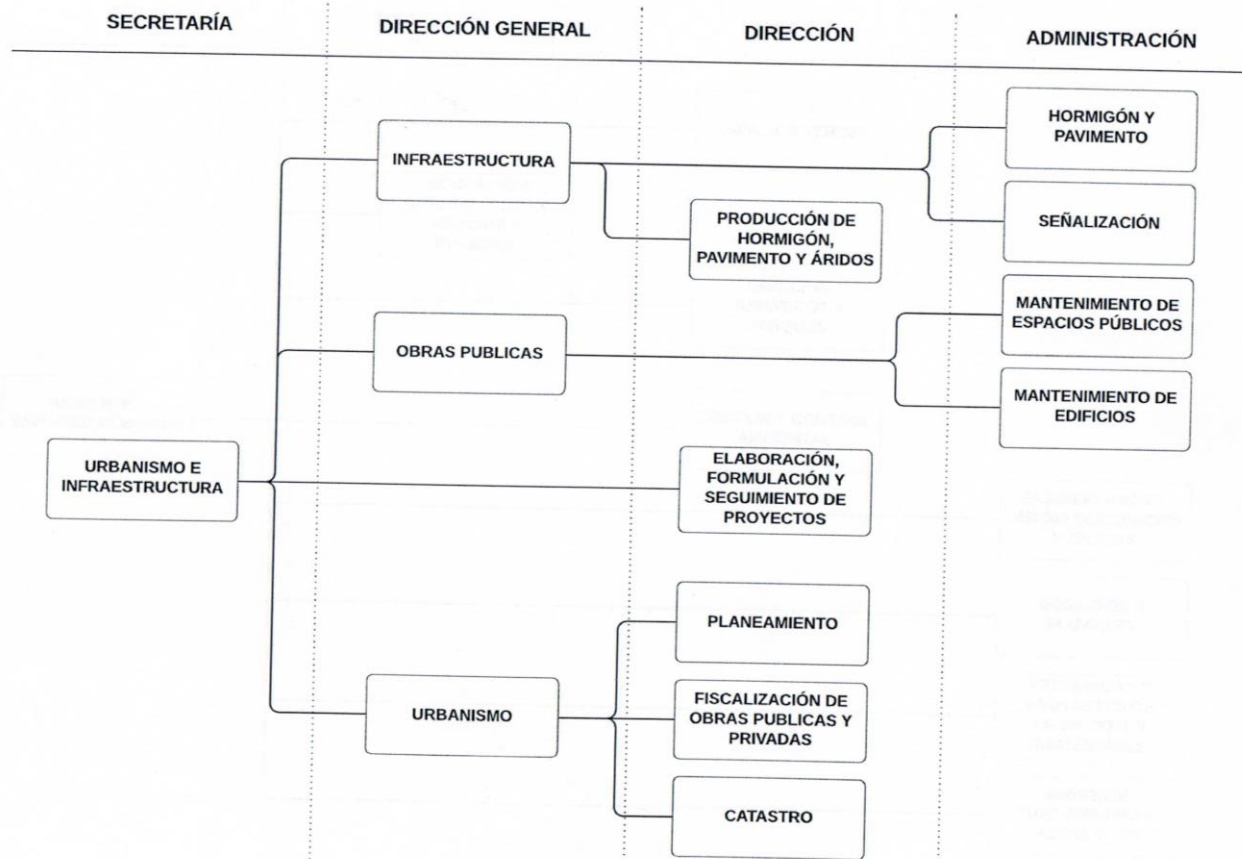 SECRETARÍA
DIRECCIÓN GENERAL
DIRECCIÓN
ADMINISTRACIÓN
HORMIGÓN Y
PAVIMENTO
INFRAESTRUCTURA
SEÑALIZACIÓN
PRODUCCIÓN DE
HORMIGÓN,
PAVIMENTO Y ÁRIDOS
MANTENIMIENTO DE
ESPACIOS PÚBLICOS
OBRAS PUBLICAS
MANTENIMIENTO DE
EDIFICIOS
URBANISMO E
INFRAESTRUCTURA
ELABORACIÓN,
FORMULACIÓN Y
SEGUIMIENTO DE
PROYECTOS
PLANEAMIENTO
URBANISMO
FISCALIZACIÓN DE
OBRAS PUBLICAS Y
PRIVADAS
CATASTRO